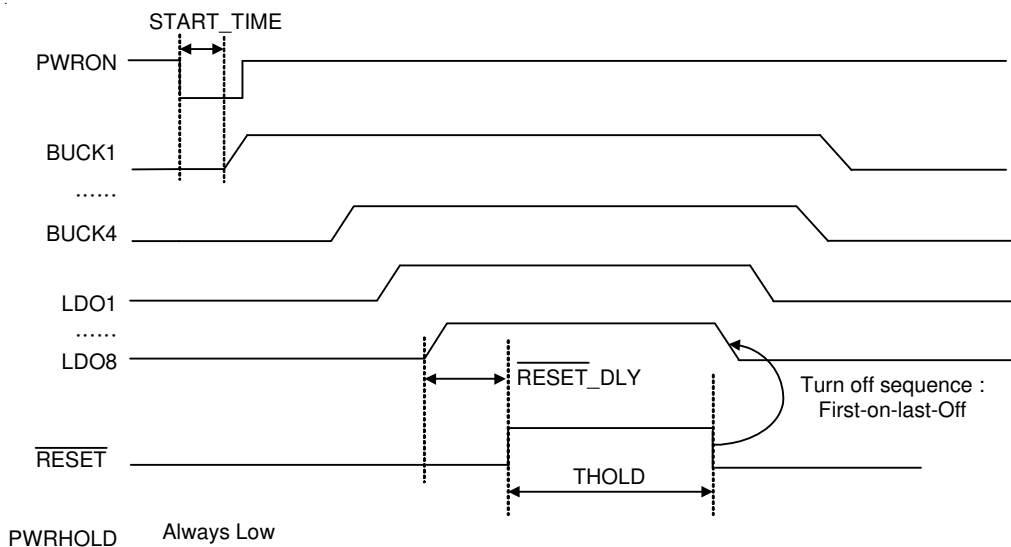 START_TIME
PWRON
BUCK1
......
BUCK4
LDO1
......
LDO8
RESET_DLY
Turn off sequence :
First-on-last-Off
RESET
THOLD
PWRHOLD Always Low